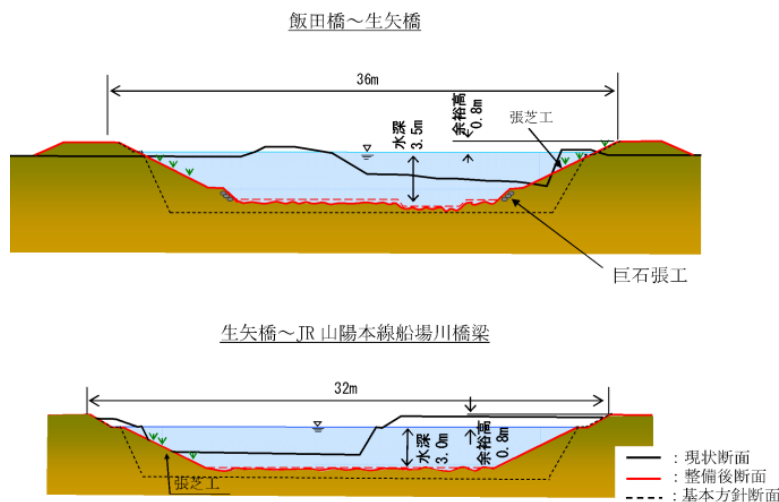 飯田橋～生矢橋
36m
水深
3.5m
余裕高
0.8m
張芝工
巨石張工
生矢橋～JR山陽本線船場川橋梁
32m
水深
3.0m
余裕高
0.8m
張芝工
：現状断面
：整備後断面
：基本方針断面